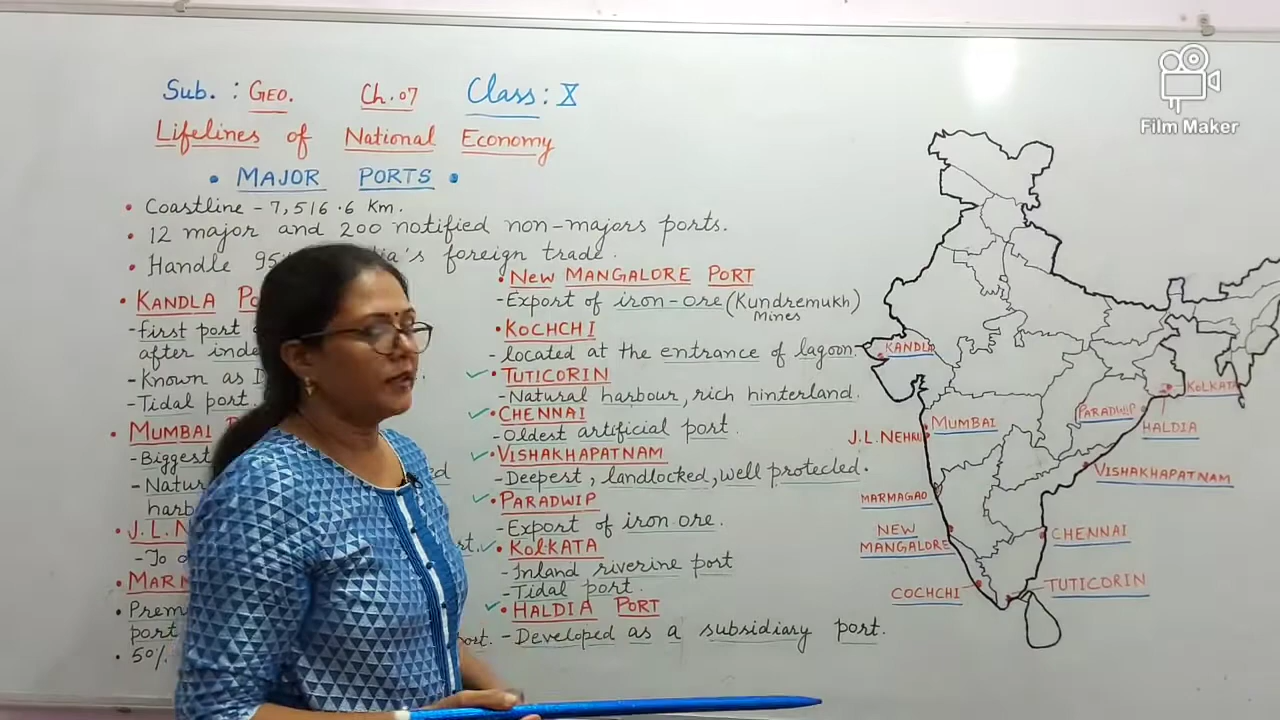 Sub. : GEO. Ch. 07 Class: X
Lifelines of National Economy
• MAJOR PORTS •
• Coastline - 7,516.6 Km.
• 12 major and 200 notified non-majors ports.
• Handle 95 foreign trade.
• KANDLA
- First port
after
- Known as
- Tidal port.
• MUMBAI
- Biggest
-
• J.L.
- To
•
•
port
• 50%
• NEW MANGALORE PORT
- Export of iron-ore (Kundremukh)
Mines
• KOCHCHI
- located at the entrance of lagoon.
✓ • TUTICORIN
- Natural harbour, rich hinterland.
✓ • CHENNAI
- Oldest artificial port.
✓ • VISHAKHAPATNAM
- Deepest, landlocked, well protected.
✓ • PARADWIP
- Export of iron ore.
✓ • KOLKATA
- Inland riverine port
- Tidal port.
✓ • HALDIA PORT
port. - Developed as a subsidiary port.
Film Maker
KANDLA
KOLKATA
PARADWIP
HALDIA
MUMBAI
J.L. NEHRU
VISHAKHAPATNAM
MARMAGAO
NEW
MANGALORE
CHENNAI
COCHCHI
TUTICORIN